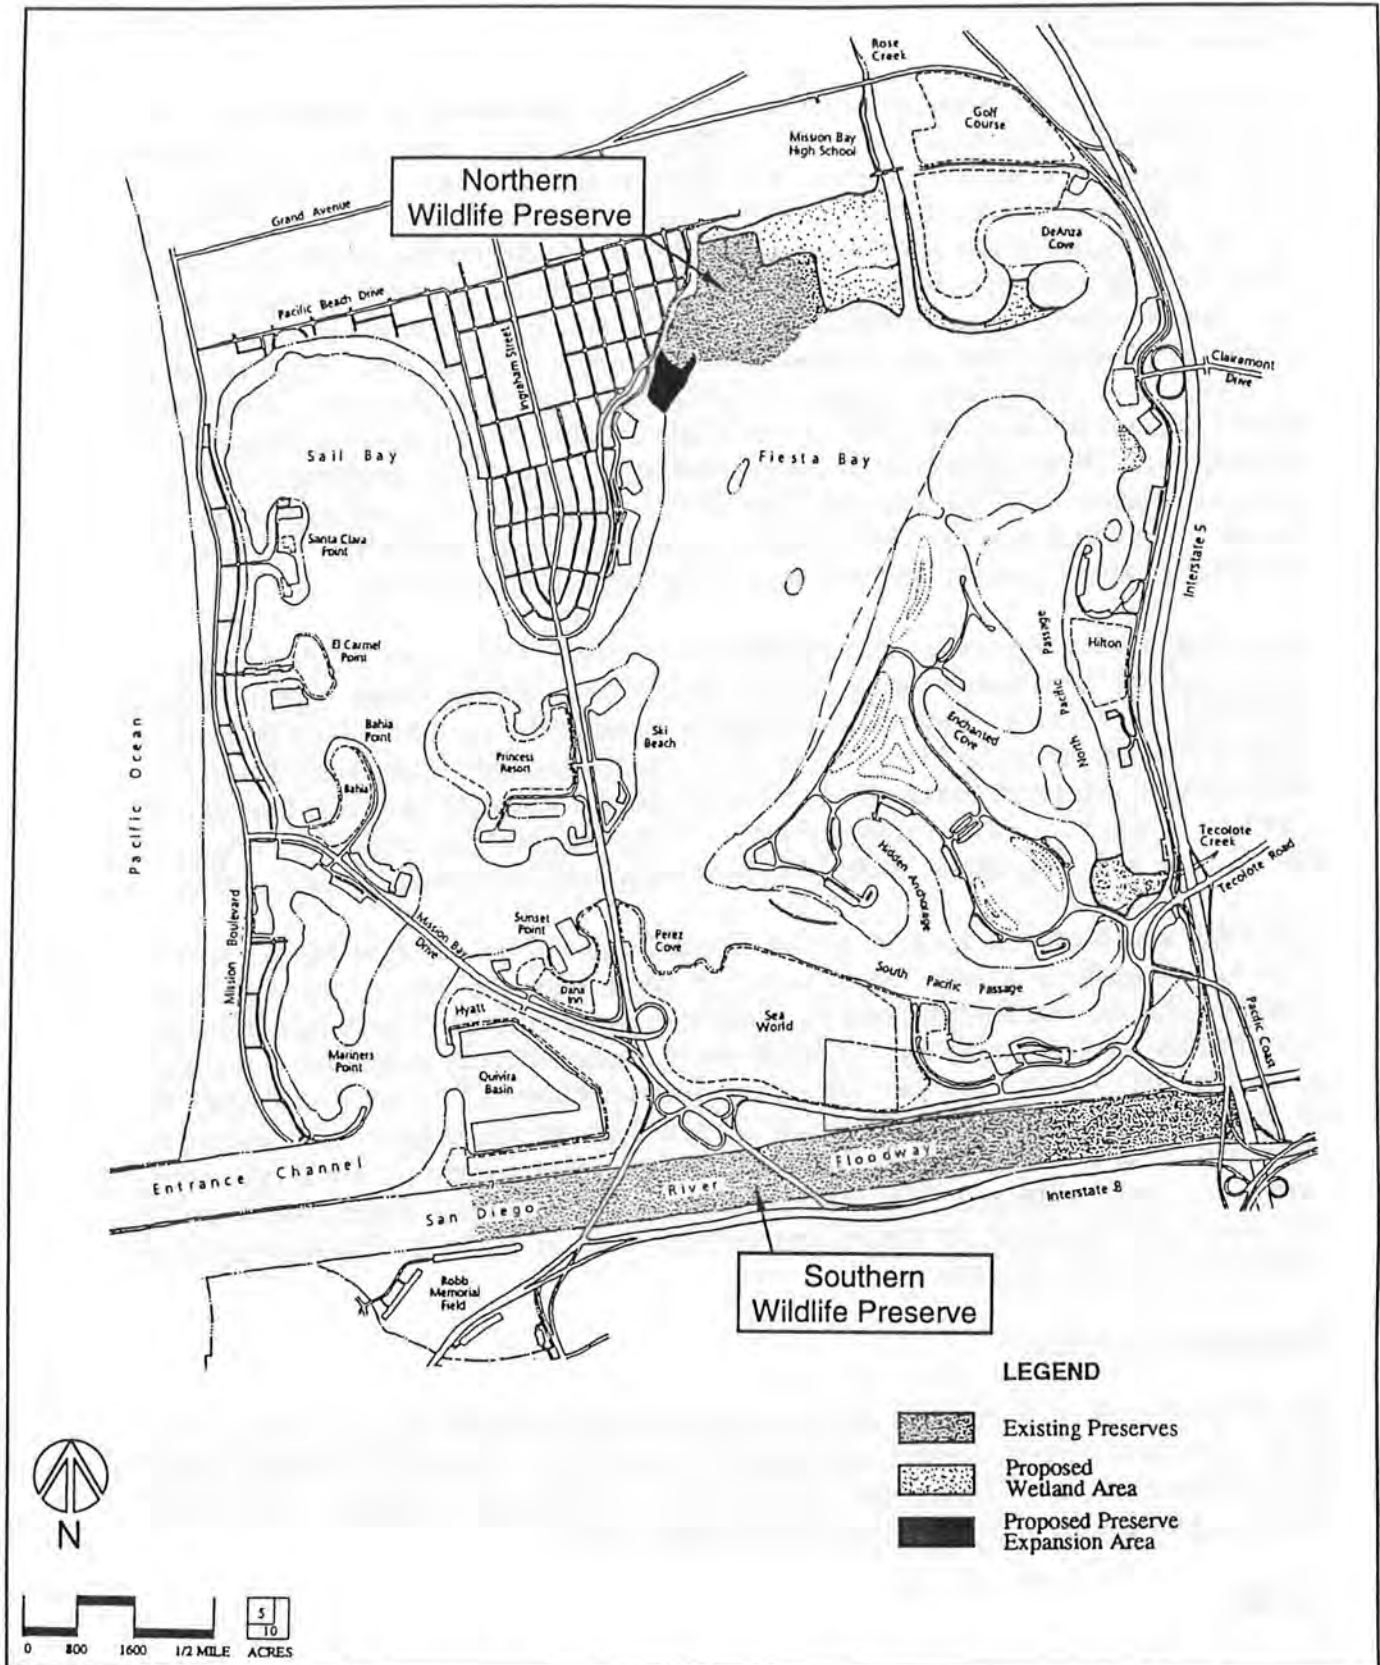 Rose
Creek
Golf
Course
Mission Bay
High School
Northern
Wildlife Preserve
Grand Avenue
DeAnza
Cove
Pacific Beach Drive
Ingraham Street
Clairemont
Drive
Sail Bay
Fiesta Bay
Santa Clara
Point
Interstate 5
El Carmel
Point
North Pacific Passage
Hilton
Pacific Ocean
Bahia
Point
Ski
Beach
Enchanted
Cove
Princess
Resort
Bahia
Tecolote
Creek
Tecolote Road
Hidden Anchorage
Mission Boulevard
Mission Bay
Drive
Sunset
Point
Perez
Cove
South Pacific Passage
Dana
Inn
Hyatt
Sea
World
Pacific Coast
Mariners
Point
Quivira
Basin
Entrance Channel
San Diego River Floodway
Interstate 8
Robb
Memorial
Field
Southern
Wildlife Preserve
LEGEND
Existing Preserves
Proposed
Wetland Area
Proposed Preserve
Expansion Area
N
5
10
0 800 1600 1/2 MILE ACRES